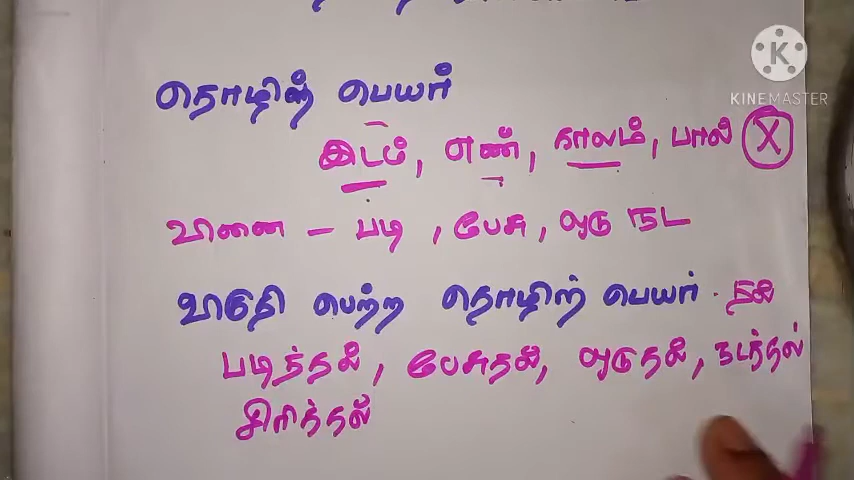 KINEMASTER
தொழிற் பெயர்
இடம், எண், காலம், பால் X
வினை – படி, பேசு, ஓடு நட
விகுதி பெற்ற தொழிற் பெயர். தல்
படித்தல், பேசுதல், ஓடுதல், நடத்தல்
சிரித்தல்